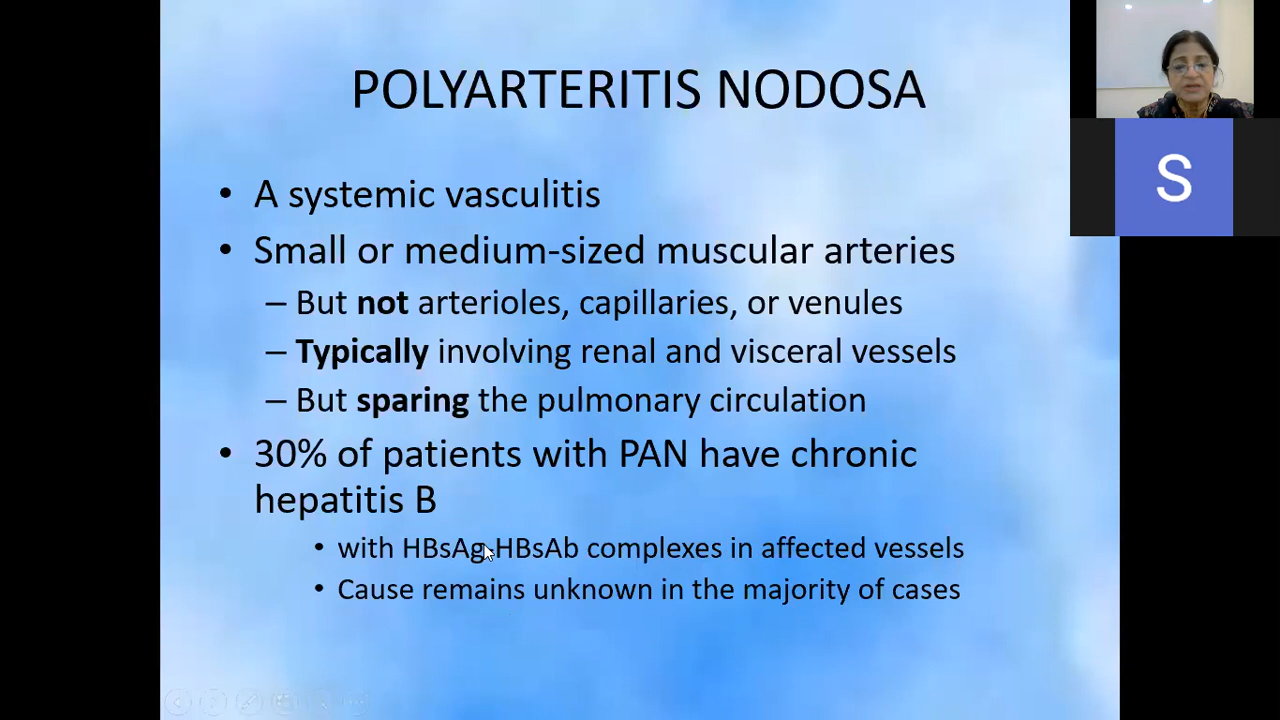 POLYARTERITIS NODOSA
• A systemic vasculitis
• Small or medium-sized muscular arteries
– But not arterioles, capillaries, or venules
– Typically involving renal and visceral vessels
– But sparing the pulmonary circulation
• 30% of patients with PAN have chronic
hepatitis B
• with HBsAg-HBsAb complexes in affected vessels
• Cause remains unknown in the majority of cases
S